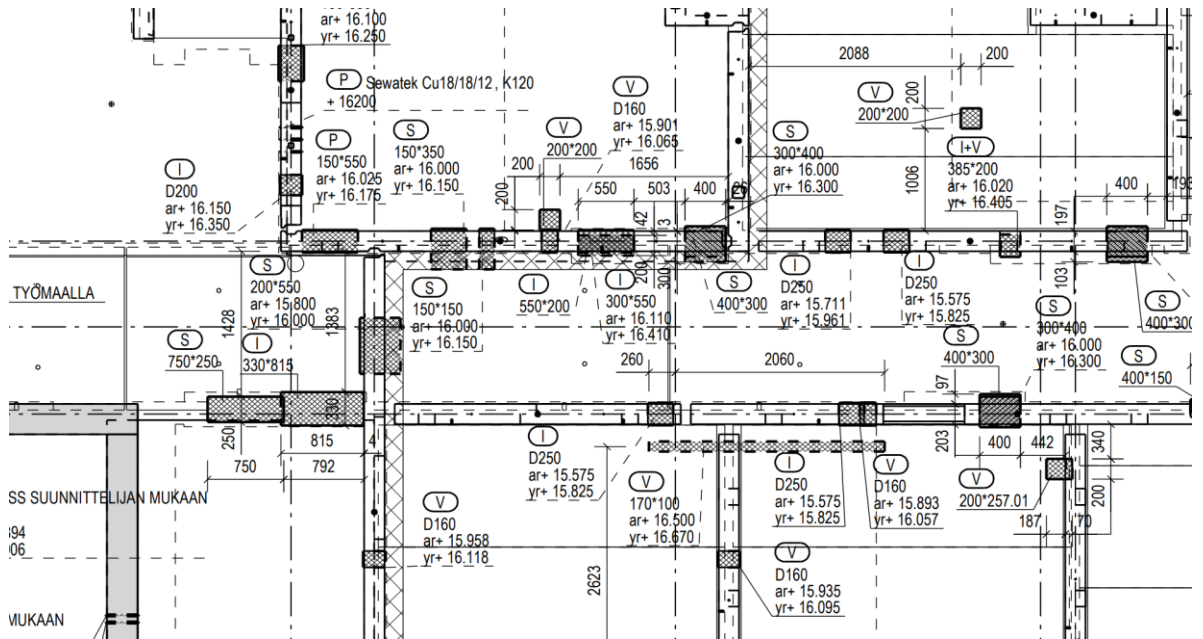 ar+ 16.100
yr+ 16.250
P
Sewatek Cu18/18/12 , K120
+ 16200
P
150*550
ar+ 16.025
yr+ 16.175
S
150*350
ar+ 16.000
yr+ 16.150
V
200*200
V
D160
ar+ 15.901
yr+ 16.065
1656
200
200
550
503
400
42
3
200
300
S
300*400
ar+ 16.000
yr+ 16.300
2088
200
V
200*200
200
1006
I+V
385*200
ar+ 16.020
yr+ 16.405
400
197
103
I
D200
ar+ 16.150
yr+ 16.350
TYÖMAALLA
1428
S
200*550
ar+ 15.800
yr+ 16.000
1383
S
150*150
ar+ 16.000
yr+ 16.150
I
550*200
I
300*550
ar+ 16.110
yr+ 16.410
S
400*300
I
D250
ar+ 15.711
yr+ 15.961
I
D250
ar+ 15.575
yr+ 15.825
S
300*400
ar+ 16.000
yr+ 16.300
S
400*300
S
750*250
I
330*815
260
2060
S
400*300
97
S
400*150
330
250
815
4
750
792
203
400
442
340
200
SS SUUNNITTELIJAN MUKAAN
I
D250
ar+ 15.575
yr+ 15.825
V
170*100
ar+ 16.500
yr+ 16.670
I
D250
ar+ 15.575
yr+ 15.825
V
D160
ar+ 15.893
yr+ 16.057
V
200*257.01
187
70
V
D160
ar+ 15.958
yr+ 16.118
2623
V
D160
ar+ 15.935
yr+ 16.095
MUKAAN